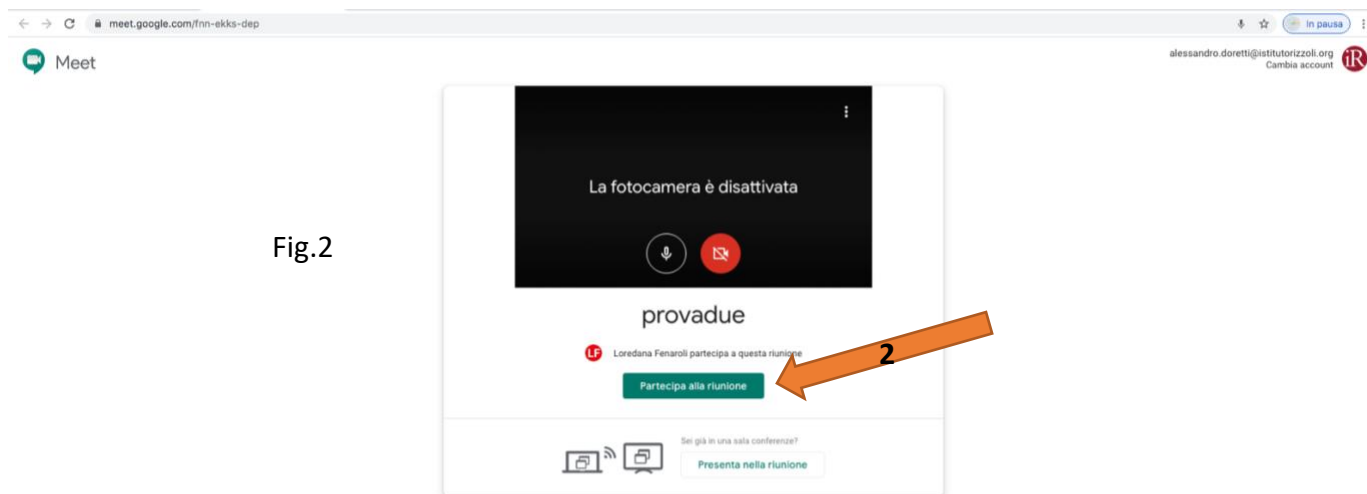 meet.google.com/fnn-ekks-dep
In pausa
Meet
alessandro.doretti@istitutorizzoli.org
Cambia account
iR
La fotocamera è disattivata
Fig.2
provadue
LF Loredana Fenaroli partecipa a questa riunione
2
Partecipa alla riunione
Sei già in una sala conferenze?
Presenta nella riunione